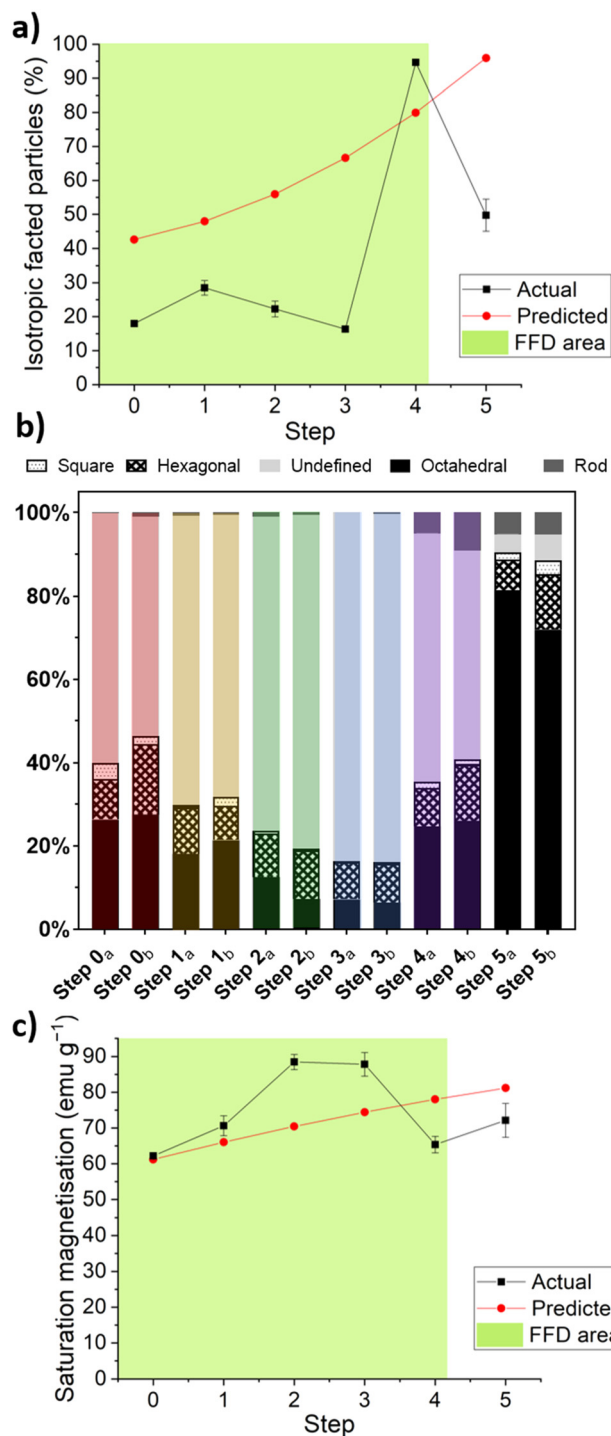 a)
Isotropic facted particles (%)
100
90
80
70
60
50
40
30
20
10
0
0 1 2 3 4 5
Step
Actual
Predicted
FFD area
b)
Square Hexagonal Undefined Octahedral Rod
100%
80%
60%
40%
20%
0%
Step 0a Step 0b Step 1a Step 1b Step 2a Step 2b Step 3a Step 3b Step 4a Step 4b Step 5a Step 5b
c)
Saturation magnetisation (emu g⁻¹)
90
80
70
60
50
40
30
20
10
0
0 1 2 3 4 5
Step
Actual
Predicte
FFD area